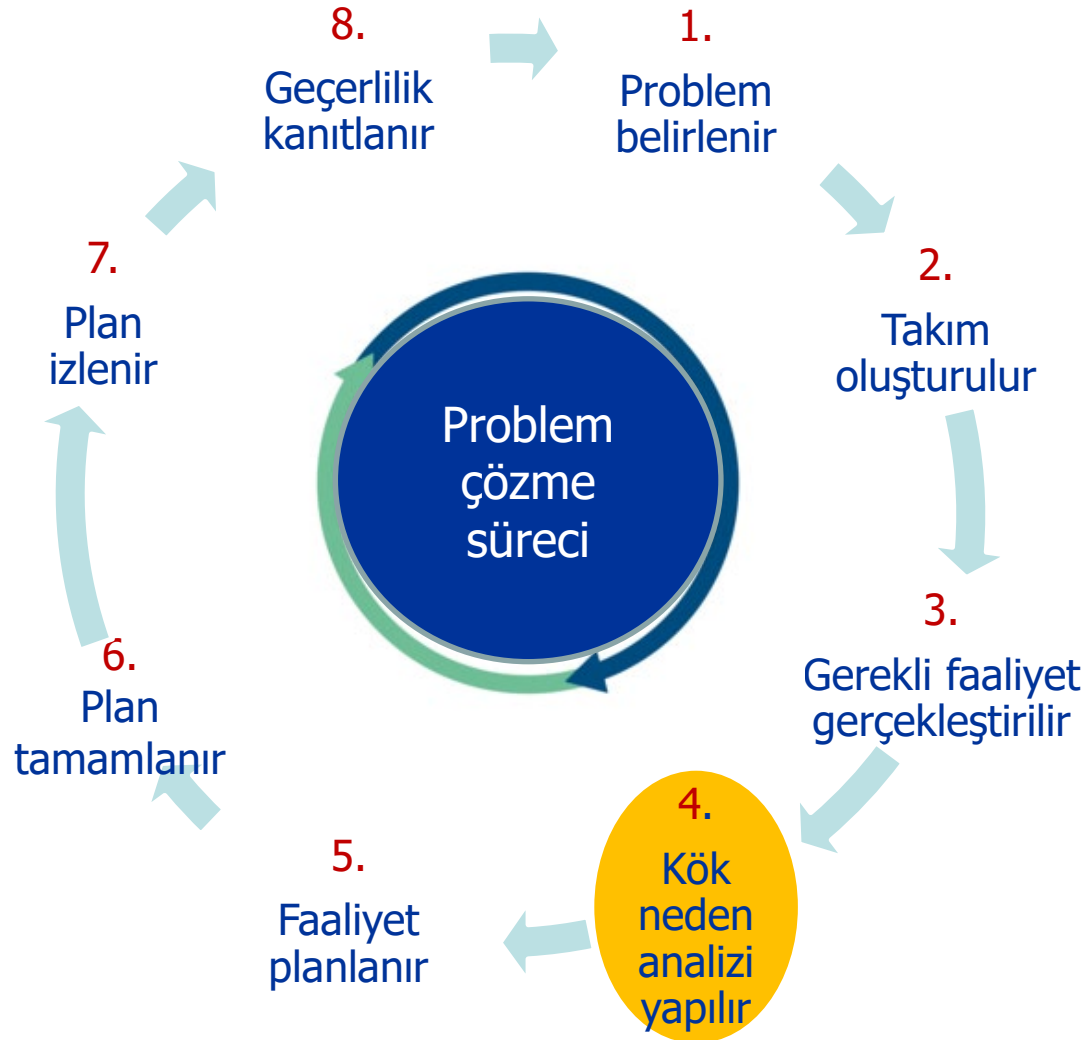 8.
Geçerlilik
kanıtlanır
1.
Problem
belirlenir
2.
Takım
oluşturulur
3.
Gerekli faaliyet
gerçekleştirilir
4.
Kök
neden
analizi
yapılır
5.
Faaliyet
planlanır
6.
Plan
tamamlanır
7.
Plan
izlenir
Problem
çözme
süreci